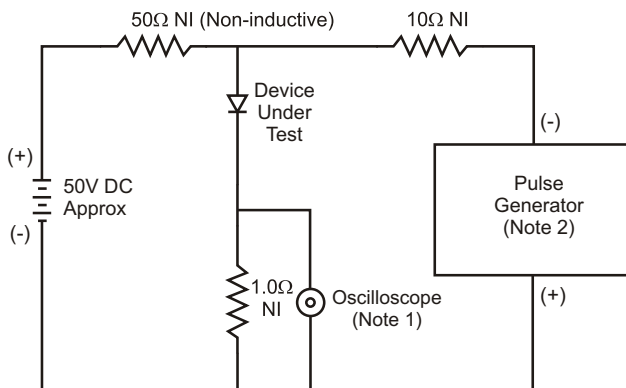 50Ω NI (Non-inductive)
10Ω NI
Device
Under
Test
(+)
50V DC
Approx
(-)
(-)
Pulse
Generator
(Note 2)
(+)
1.0Ω
NI
Oscilloscope
(Note 1)